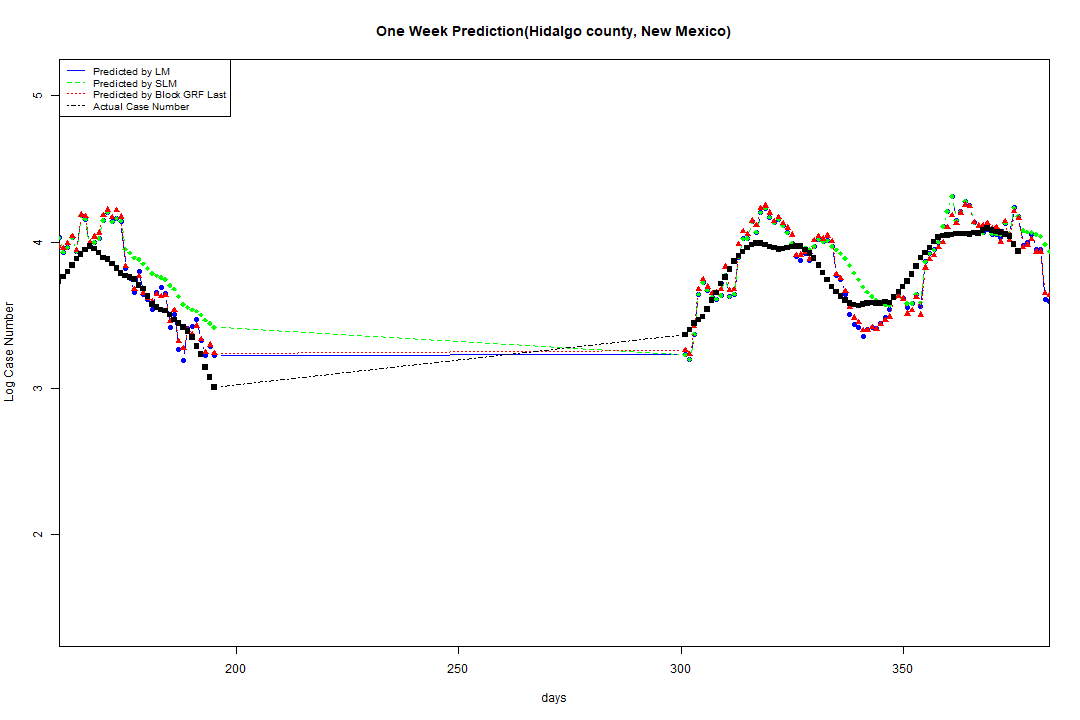 One Week Prediction(Hidalgo county, New Mexico)
Predicted by LM
Predicted by SLM
Predicted by Block GRF Last
Actual Case Number
5
4
3
2
Log Case Number
200
250
300
350
days